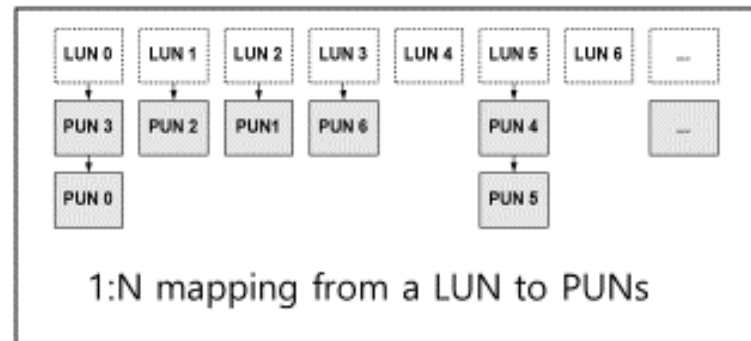 LUN 0 LUN 1 LUN 2 LUN 3 LUN 4 LUN 5 LUN 6 ...
PUN 3 PUN 2 PUN1 PUN 6 PUN 4 ...
PUN 0 PUN 5
1:N mapping from a LUN to PUNs